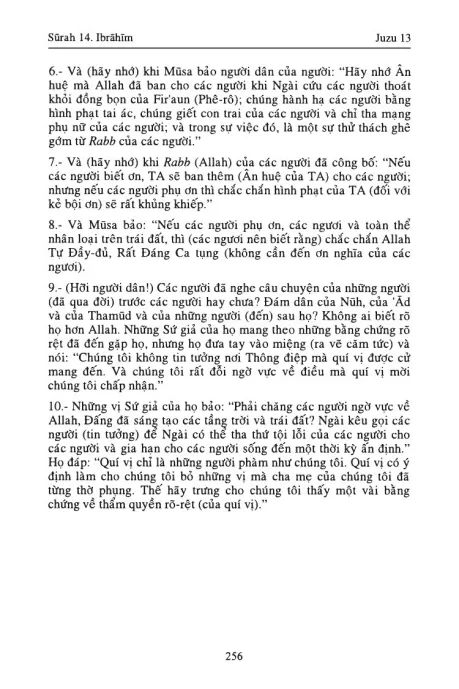 Sūrah 14. Ibrāhīm Juzu 13
6.- Và (hãy nhớ) khi Mūsa bảo người dân của người: “Hãy nhớ Ân
huệ mà Allah đã ban cho các người khi Ngài cứu các người thoát
khỏi đồng bọn của Fir'aun (Phê-rô); chúng hành hạ các người bằng
hình phạt tai ác, chúng giết con trai của các người và chỉ tha mạng
phụ nữ của các người; và trong sự việc đó, là một sự thử thách ghê
gớm từ Rabb của các người.”
7.- Và (hãy nhớ) khi Rabb (Allah) của các người đã công bố: “Nếu
các người biết ơn, TA sẽ ban thêm (Ân huệ của TA) cho các người;
nhưng nếu các người phụ ơn thì chắc chắn hình phạt của TA (đối với
kẻ bội ơn) sẽ rất khủng khiếp.”
8.- Và Mūsa bảo: “Nếu các người phụ ơn, các ngươi và toàn thể
nhân loại trên trái đất, thì (các ngươi nên biết rằng) chắc chắn Allah
Tự Đầy-đủ, Rất Đáng Ca tụng (không cần đến ơn nghĩa của các
ngươi).
9.- (Hỡi người dân!) Các người đã nghe câu chuyện của những người
(đã qua đời) trước các người hay chưa? Đám dân của Nūh, của 'Ād
và của Thamūd và của những người (đến) sau họ? Không ai biết rõ
họ hơn Allah. Những Sứ giả của họ mang theo những bằng chứng rõ
rệt đã đến gặp họ, nhưng họ đưa tay vào miệng (ra vẽ căm tức) và
nói: “Chúng tôi không tin tưởng nơi Thông điệp mà quí vị được cử
mang đến. Và chúng tôi rất đỗi ngờ vực về điều mà quí vị mời
chúng tôi chấp nhận.”
10.- Những vị Sứ giả của họ bảo: “Phải chăng các người ngờ vực về
Allah, Đấng đã sáng tạo các tầng trời và trái đất? Ngài kêu gọi các
người (tin tưởng) để Ngài có thể tha thứ tội lỗi của các người cho
các người và gia hạn cho các người sống đến một thời kỳ ấn định.”
Họ đáp: “Quí vị chỉ là những người phàm như chúng tôi. Quí vị có ý
định làm cho chúng tôi bỏ những vị mà cha mẹ của chúng tôi đã
từng thờ phụng. Thế hãy trưng cho chúng tôi thấy một vài bằng
chứng về thẩm quyền rõ-rệt (của quí vị).”
256